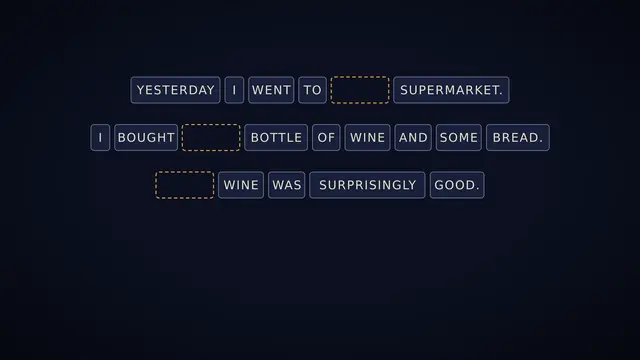 YESTERDAY I WENT TO SUPERMARKET.
I BOUGHT BOTTLE OF WINE AND SOME BREAD.
WINE WAS SURPRISINGLY GOOD.